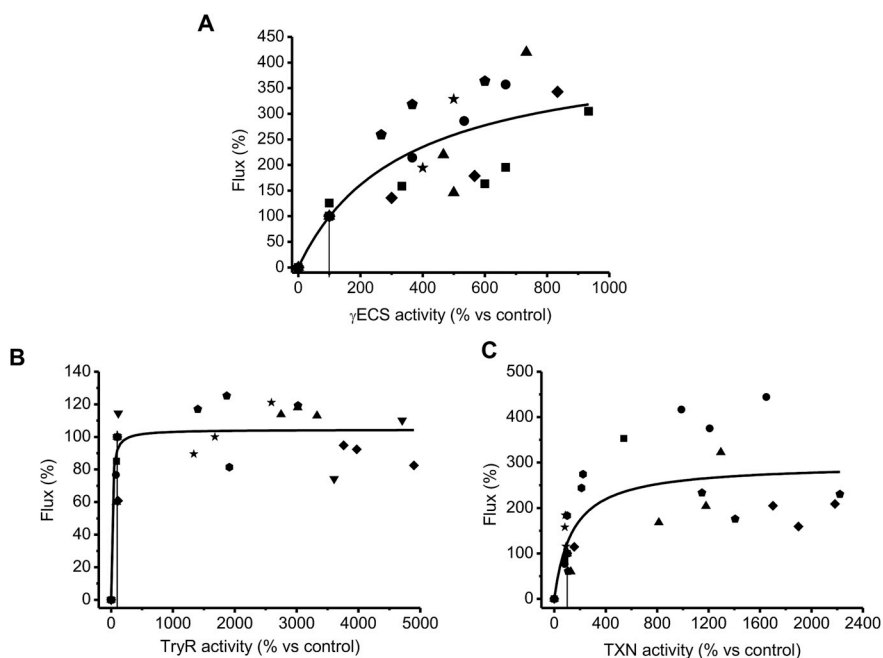 A
450
400
350
300
250
200
150
100
50
0
Flux (%)
0 200 400 600 800 1000
γECS activity (% vs control)
B
140
120
100
80
60
40
20
0
Flux (%)
0 1000 2000 3000 4000 5000
TryR activity (% vs control)
C
500
400
300
200
100
0
Flux (%)
0 400 800 1200 1600 2000 2400
TXN activity (% vs control)